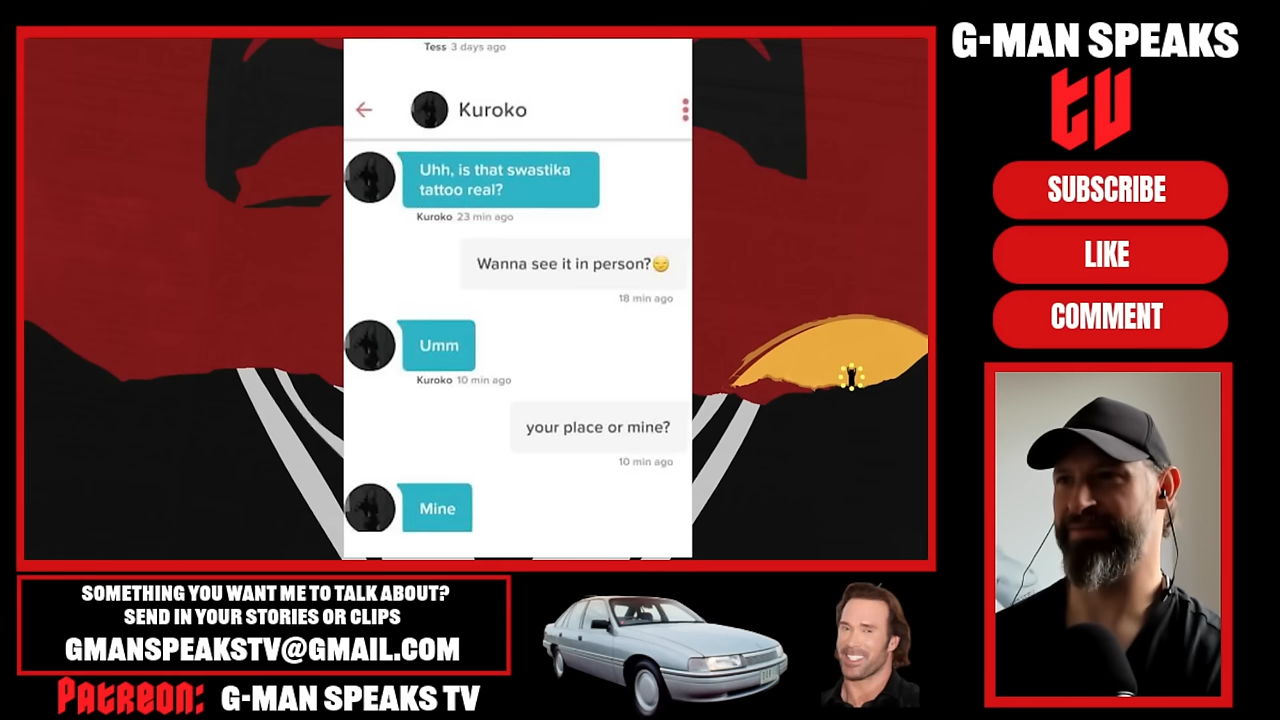 Tess 3 days ago
Kuroko
Uhh, is that swastika
tattoo real?
Kuroko 23 min ago
Wanna see it in person?😏
18 min ago
Umm
Kuroko 10 min ago
your place or mine?
10 min ago
Mine
G-MAN SPEAKS
tV
SUBSCRIBE
LIKE
COMMENT
SOMETHING YOU WANT ME TO TALK ABOUT?
SEND IN YOUR STORIES OR CLIPS
GMANSPEAKSTV@GMAIL.COM
PATREON: G-MAN SPEAKS TV